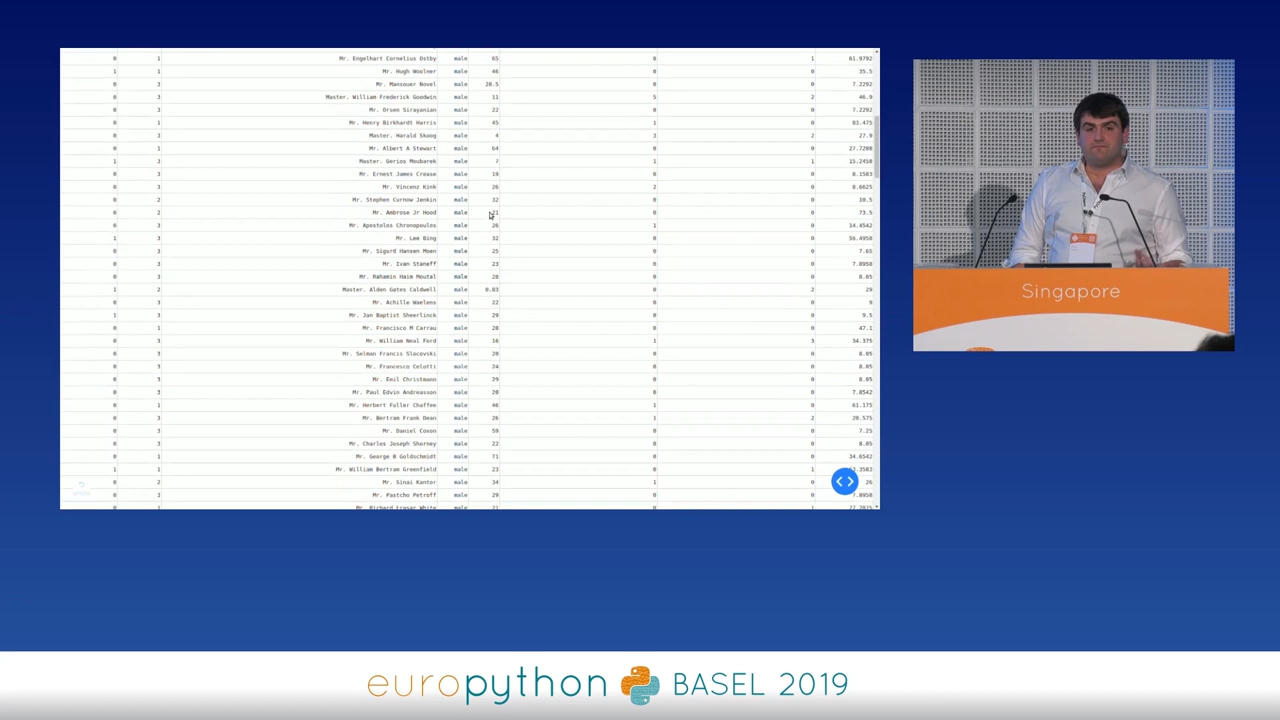 0 1 Mr. Engelhart Cornelius Ostby male 65 0 1 61.9792
1 1 Mr. Hugh Woolner male 46 0 0 35.5
0 3 Mr. Mansouer Novel male 28.5 0 0 7.2292
0 3 Master. William Frederick Goodwin male 11 5 2 46.9
0 3 Mr. Orsen Sirayanian male 22 0 0 7.2292
0 1 Mr. Henry Birkhardt Harris male 45 1 0 83.475
0 3 Master. Harald Skoog male 4 3 2 27.9
0 1 Mr. Albert A Stewart male 64 0 0 27.7208
1 3 Master. Gerios Moubarek male 7 1 1 15.2458
0 3 Mr. Ernest James Crease male 19 0 0 8.1583
0 3 Mr. Vincenz Kink male 26 2 0 8.6625
0 2 Mr. Stephen Curnow Jenkin male 32 0 0 10.5
0 2 Mr. Ambrose Jr Hood male 21 0 0 73.5
0 3 Mr. Apostolos Chronopoulos male 26 1 0 14.4542
1 3 Mr. Lee Bing male 32 0 0 56.4958
0 3 Mr. Sigurd Hansen Moen male 25 0 0 7.65
0 3 Mr. Ivan Staneff male 23 0 0 7.8958
0 3 Mr. Rahamin Haim Moutal male 28 0 0 8.05
1 2 Master. Alden Gates Caldwell male 0.83 0 2 29
0 3 Mr. Achille Waelens male 22 0 0 9
1 3 Mr. Jan Baptist Sheerlinck male 29 0 0 9.5
0 1 Mr. Francisco M Carrau male 28 0 0 47.1
0 3 Mr. William Neal Ford male 16 1 3 34.375
0 3 Mr. Selman Francis Slocovski male 20 0 0 8.05
0 3 Mr. Francesco Celotti male 24 0 0 8.05
0 3 Mr. Emil Christmann male 29 0 0 8.05
0 3 Mr. Paul Edvin Andreasson male 20 0 0 7.8542
0 1 Mr. Herbert Fuller Chaffee male 46 1 0 61.175
0 3 Mr. Bertram Frank Dean male 26 1 2 20.575
0 3 Mr. Daniel Coxon male 59 0 0 7.25
0 3 Mr. Charles Joseph Shorney male 22 0 0 8.05
0 1 Mr. George B Goldschmidt male 71 0 0 34.6542
1 1 Mr. William Bertram Greenfield male 23 0 1 63.3583
0 2 Mr. Sinai Kantor male 34 1 0 26
0 3 Mr. Pastcho Petroff male 29 0 0 7.8958
0 1 Mr. Richard Frasar White male 21 0 1 77.2875
Singapore
europython BASEL 2019